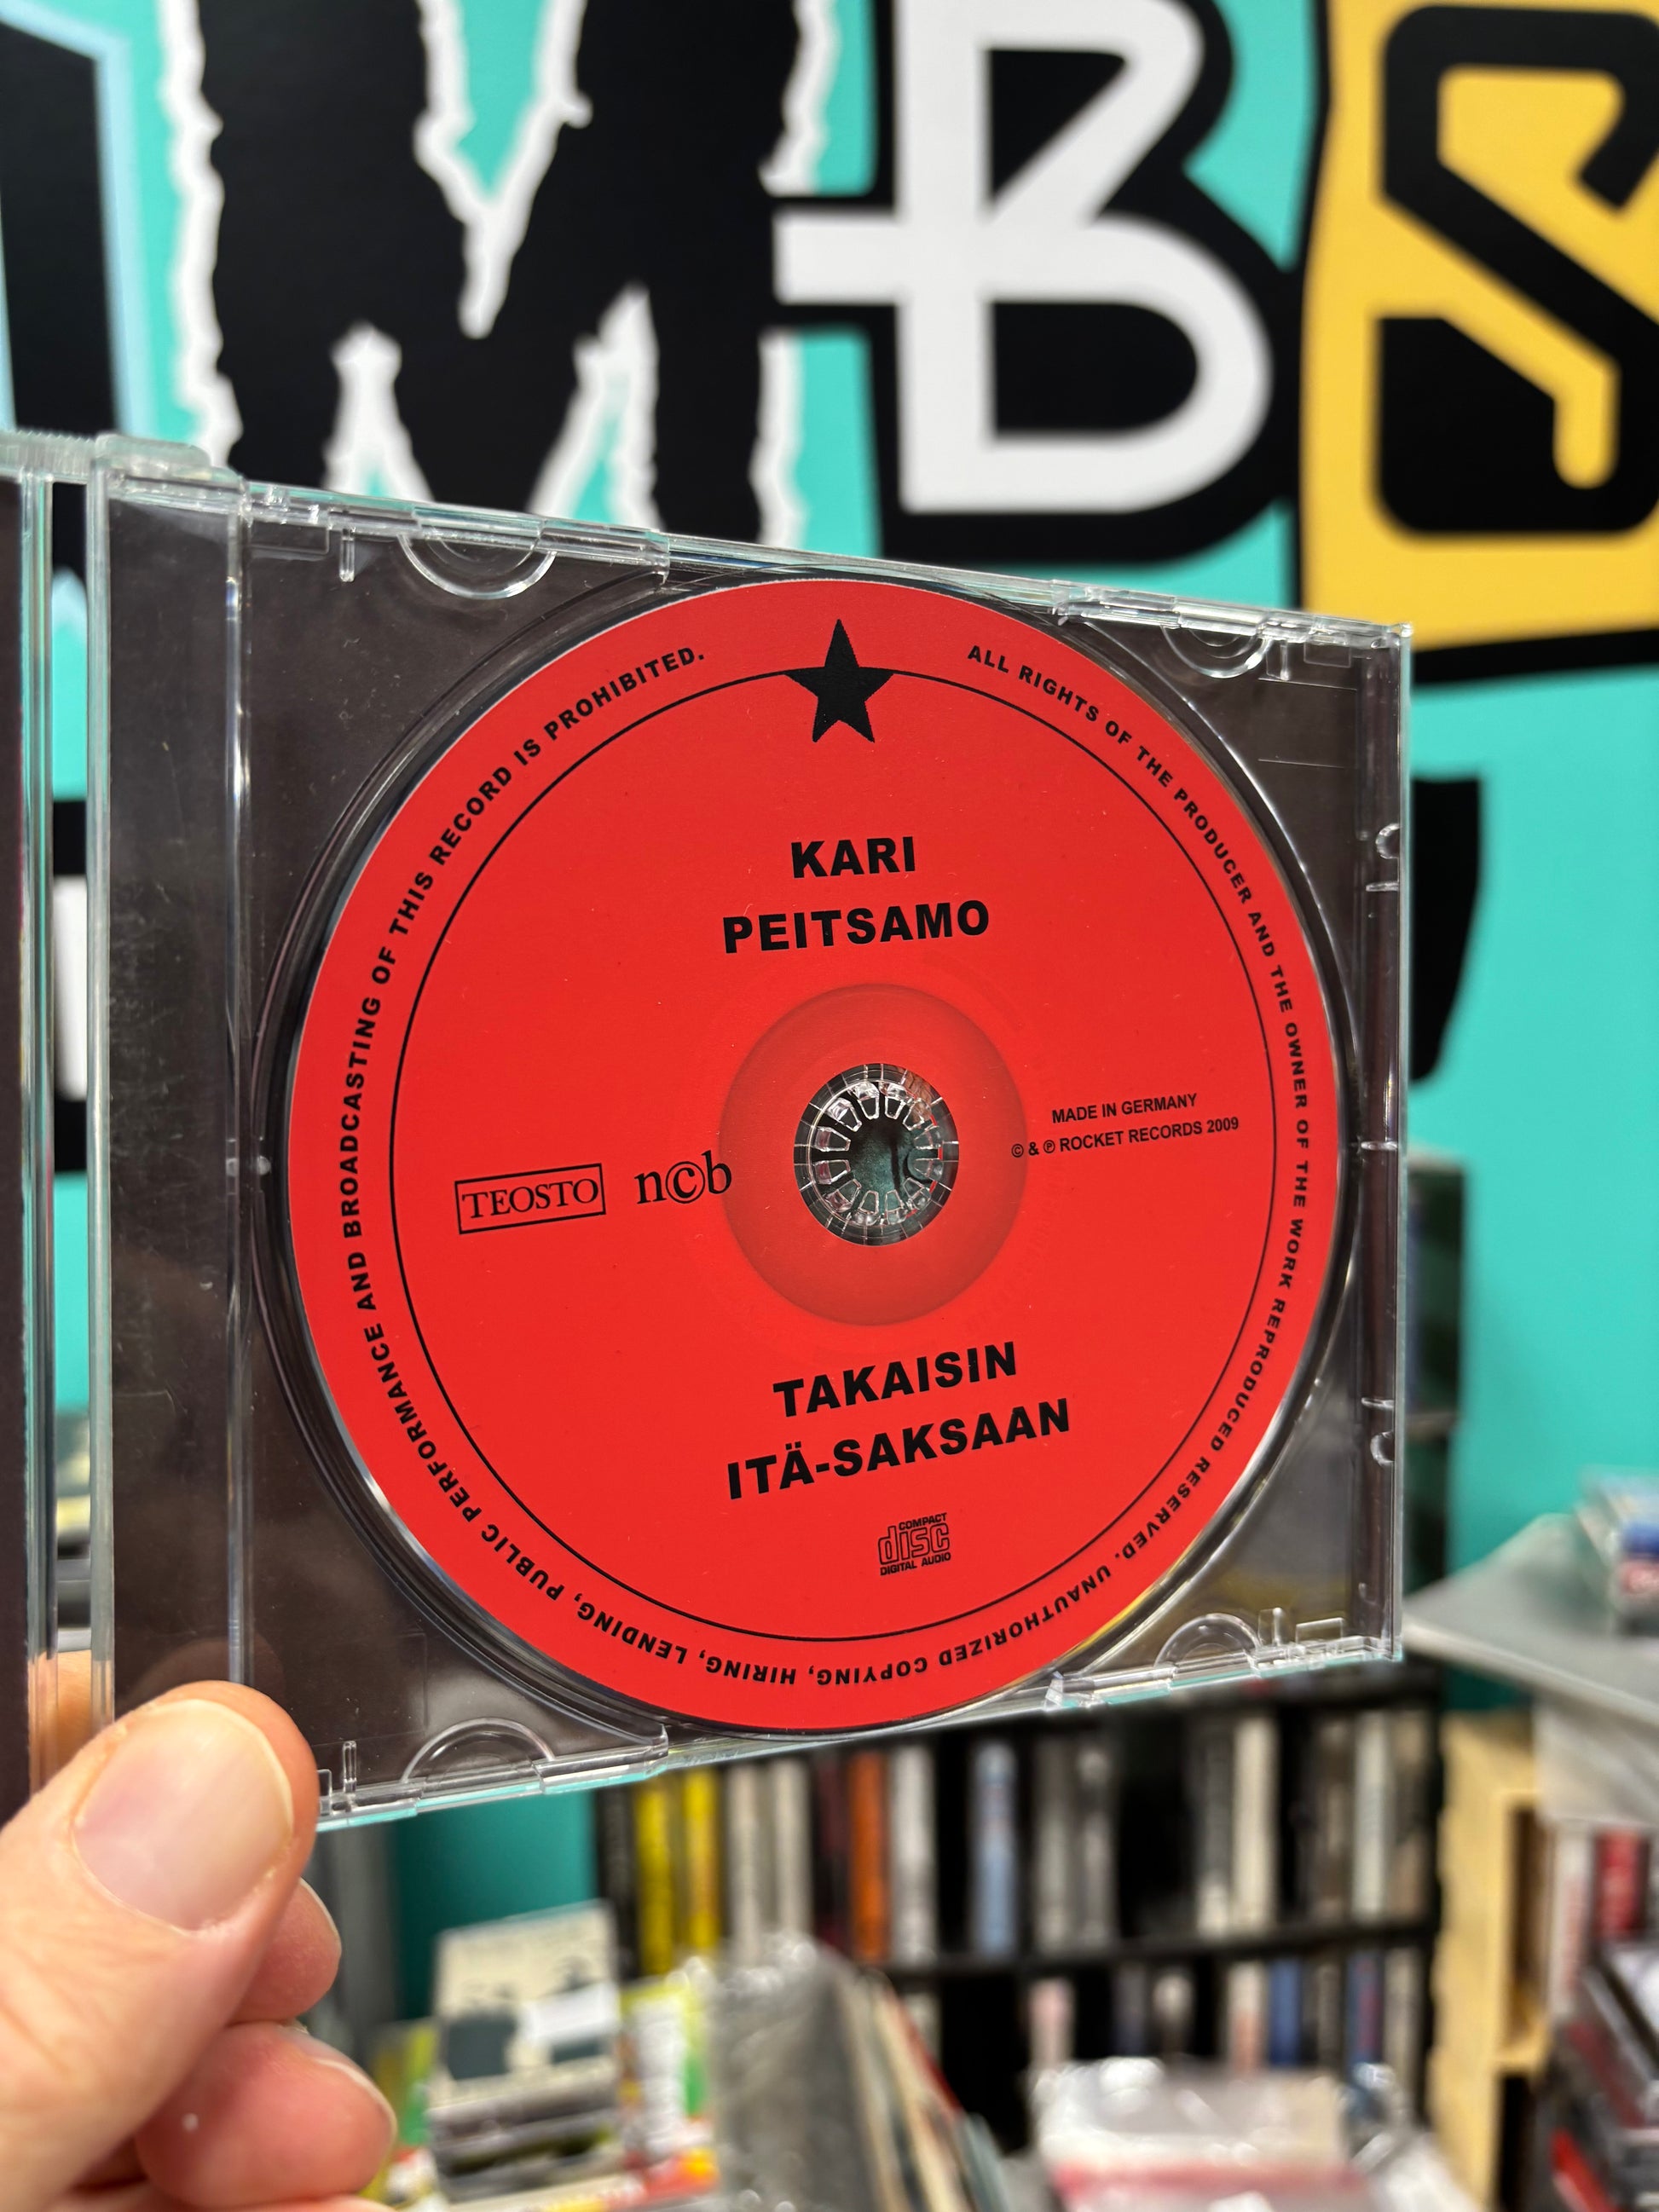 MBS
ALL RIGHTS OF THE PRODUCER AND THE OWNER OF THE WORK REPRODUCED RESERVED. UNAUTHORIZED COPYING, HIRING, LENDING, PUBLIC PERFORMANCE AND BROADCASTING OF THIS RECORD IS PROHIBITED.
KARI
PEITSAMO
MADE IN GERMANY
© & ℗ ROCKET RECORDS 2009
TEOSTO n©b
TAKAISIN
ITÄ-SAKSAAN
COMPACT
disc
DIGITAL AUDIO